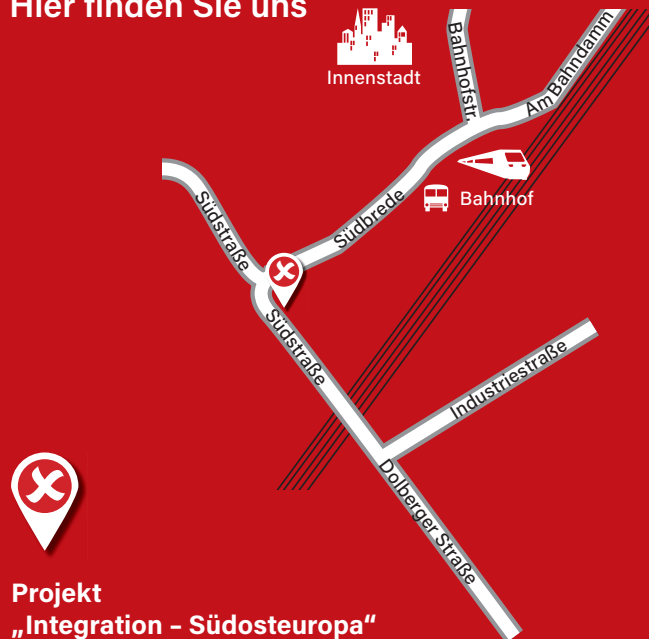 Hier finden Sie uns
Innenstadt
Bahnhofstr.
Am Bahndamm
Bahnhof
Südbrede
Südstraße
Südstraße
Industriestraße
Dolberger Straße
Projekt
„Integration – Südosteuropa“